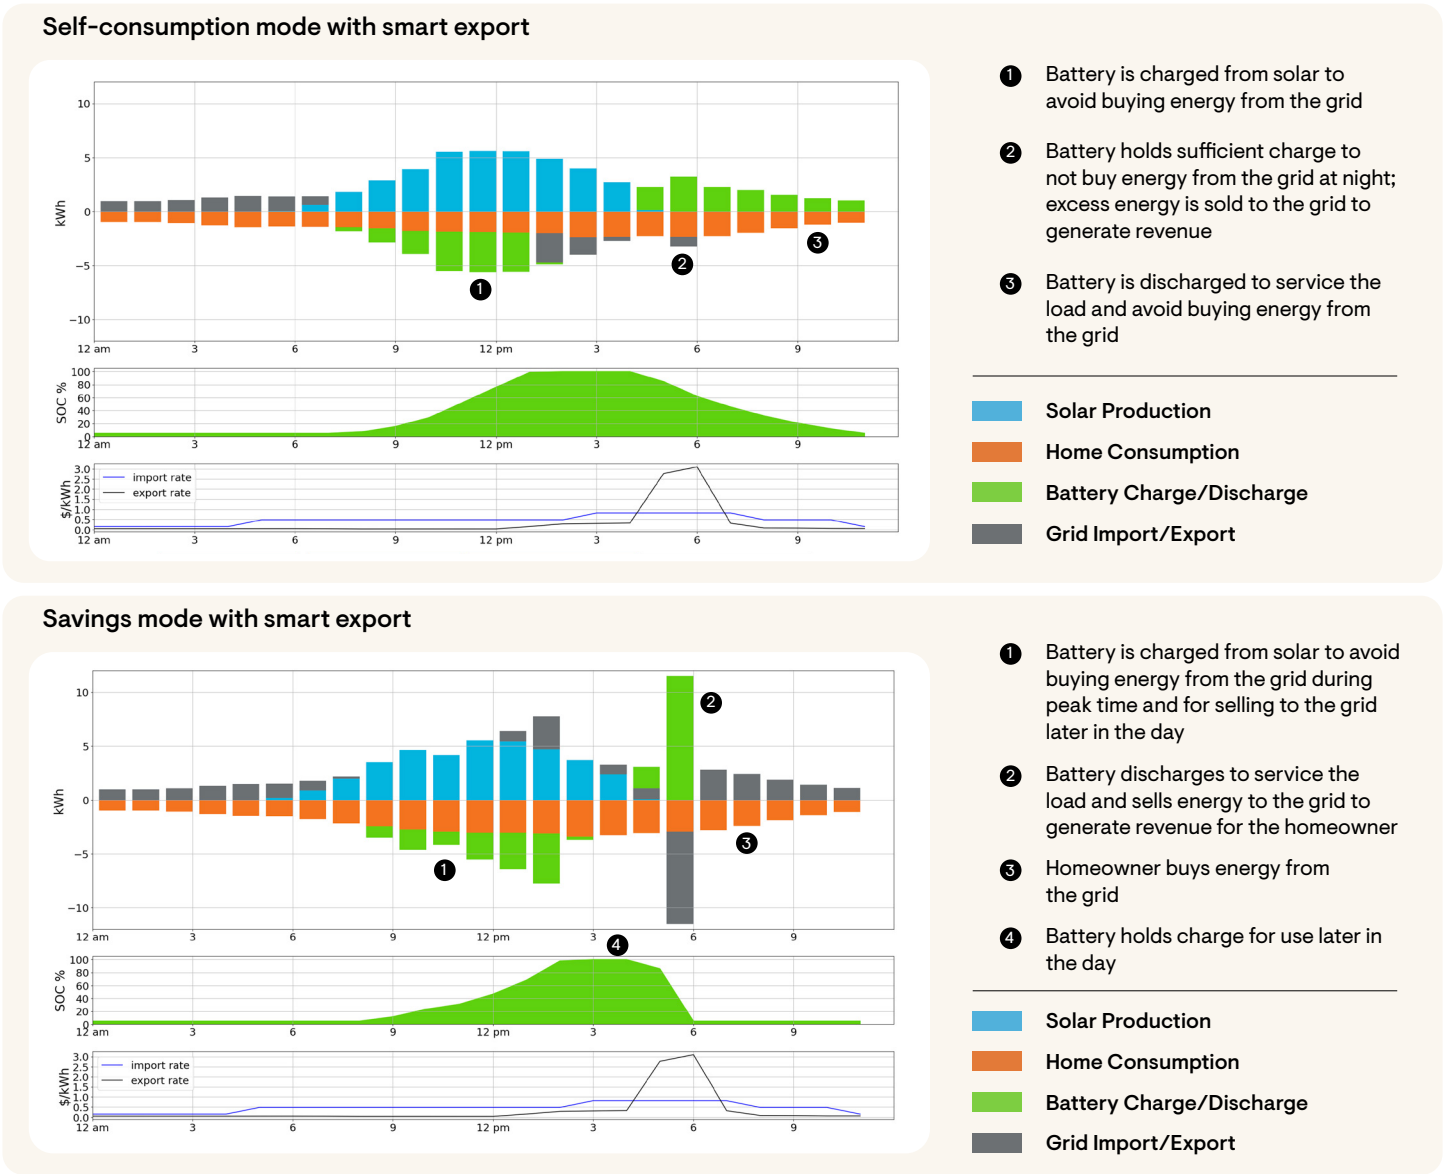 Self-consumption mode with smart export
10
5
0
−5
−10
kWh
12 am 3 6 9 12 pm 3 6 9
1
2
3
100
80
60
40
20
0
SOC %
12 am 3 6 9 12 pm 3 6 9
3.0
2.5
2.0
1.5
1.0
0.5
0.0
$/kWh
import rate
export rate
12 am 3 6 9 12 pm 3 6 9
1 Battery is charged from solar to
avoid buying energy from the grid
2 Battery holds sufficient charge to
not buy energy from the grid at night;
excess energy is sold to the grid to
generate revenue
3 Battery is discharged to service the
load and avoid buying energy from
the grid
Solar Production
Home Consumption
Battery Charge/Discharge
Grid Import/Export
Savings mode with smart export
10
5
0
−5
−10
kWh
12 am 3 6 9 12 pm 3 6 9
1
2
3
4
100
80
60
40
20
0
SOC %
12 am 3 6 9 12 pm 3 6 9
3.0
2.5
2.0
1.5
1.0
0.5
0.0
$/kWh
import rate
export rate
12 am 3 6 9 12 pm 3 6 9
1 Battery is charged from solar to avoid
buying energy from the grid during
peak time and for selling to the grid
later in the day
2 Battery discharges to service the
load and sells energy to the grid to
generate revenue for the homeowner
3 Homeowner buys energy from
the grid
4 Battery holds charge for use later in
the day
Solar Production
Home Consumption
Battery Charge/Discharge
Grid Import/Export